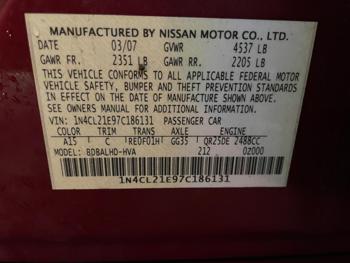 MANUFACTURED BY NISSAN MOTOR CO., LTD.
DATE 03/07 GVWR 4537 LB
GAWR FR. 2351 LB GAWR RR. 2205 LB
THIS VEHICLE CONFORMS TO ALL APPLICABLE FEDERAL MOTOR
VEHICLE SAFETY, BUMPER AND THEFT PREVENTION STANDARDS
IN EFFECT ON THE DATE OF MANUFACTURE SHOWN ABOVE.
SEE OWNERS MANUAL FOR ADDITIONAL INFORMATION.
VIN: 1N4CL21E97C186131 PASSENGER CAR
COLOR TRIM TRANS AXLE ENGINE
A15 C RE0F01H GG35 QR25DE 2488CC
MODEL: BDBALHD-HVA 212 0Z000
1N4CL21E97C186131